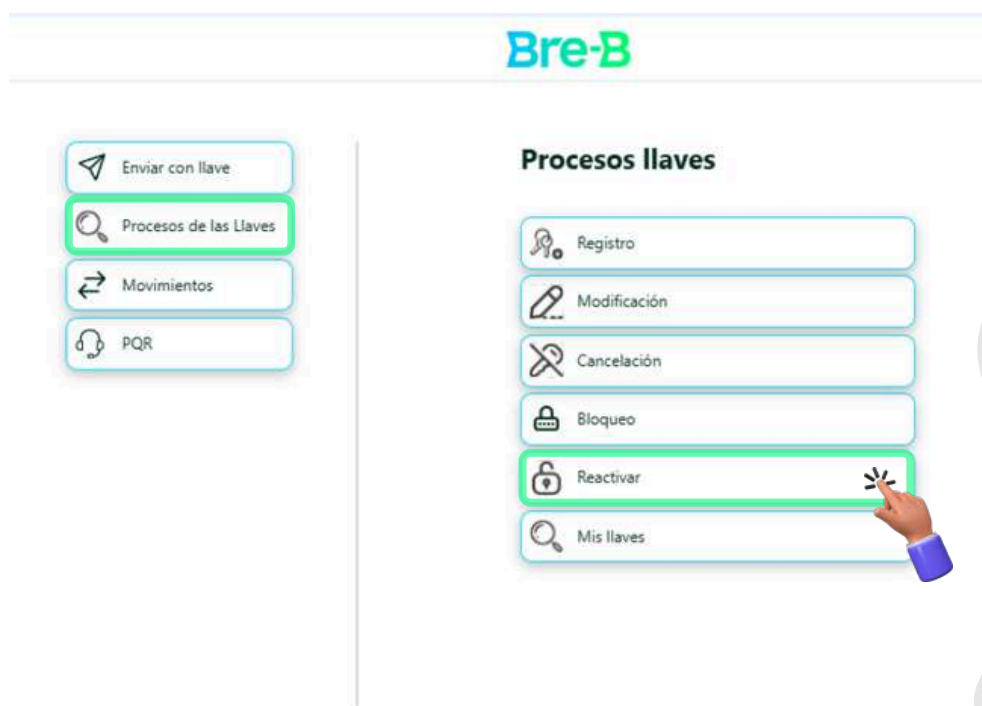 Bre-B
Enviar con llave
Procesos de las Llaves
Movimientos
PQR
Procesos llaves
Registro
Modificación
Cancelación
Bloqueo
Reactivar
Mis llaves